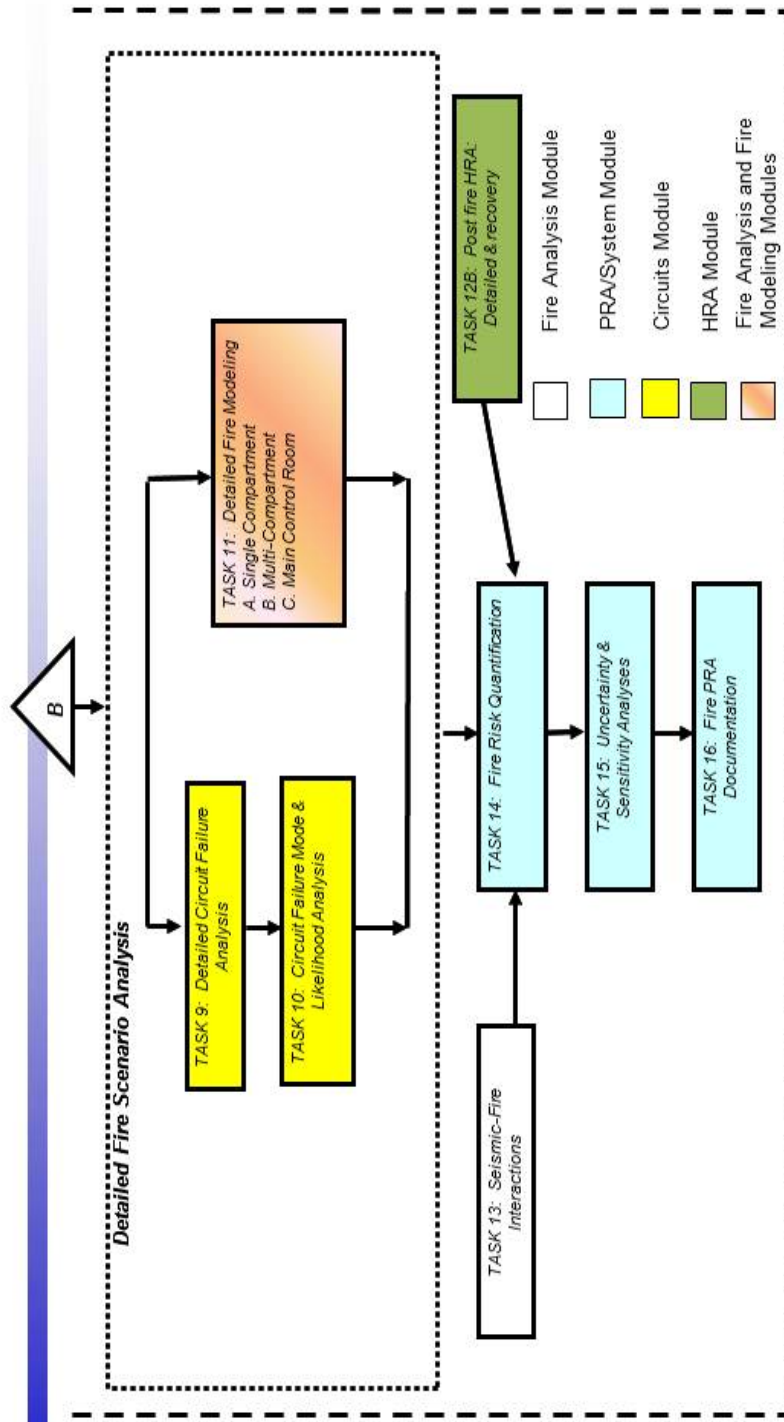 B
Detailed Fire Scenario Analysis
TASK 9: Detailed Circuit Failure
Analysis
TASK 10: Circuit Failure Mode &
Likelihood Analysis
TASK 11: Detailed Fire Modeling
A. Single Compartment
B. Multi-Compartment
C. Main Control Room
TASK 13: Seismic-Fire
Interactions
TASK 14: Fire Risk Quantification
TASK 12B: Post fire HRA:
Detailed & recovery
TASK 15: Uncertainty &
Sensitivity Analyses
TASK 16: Fire PRA
Documentation
Fire Analysis Module
PRA/System Module
Circuits Module
HRA Module
Fire Analysis and Fire
Modeling Modules